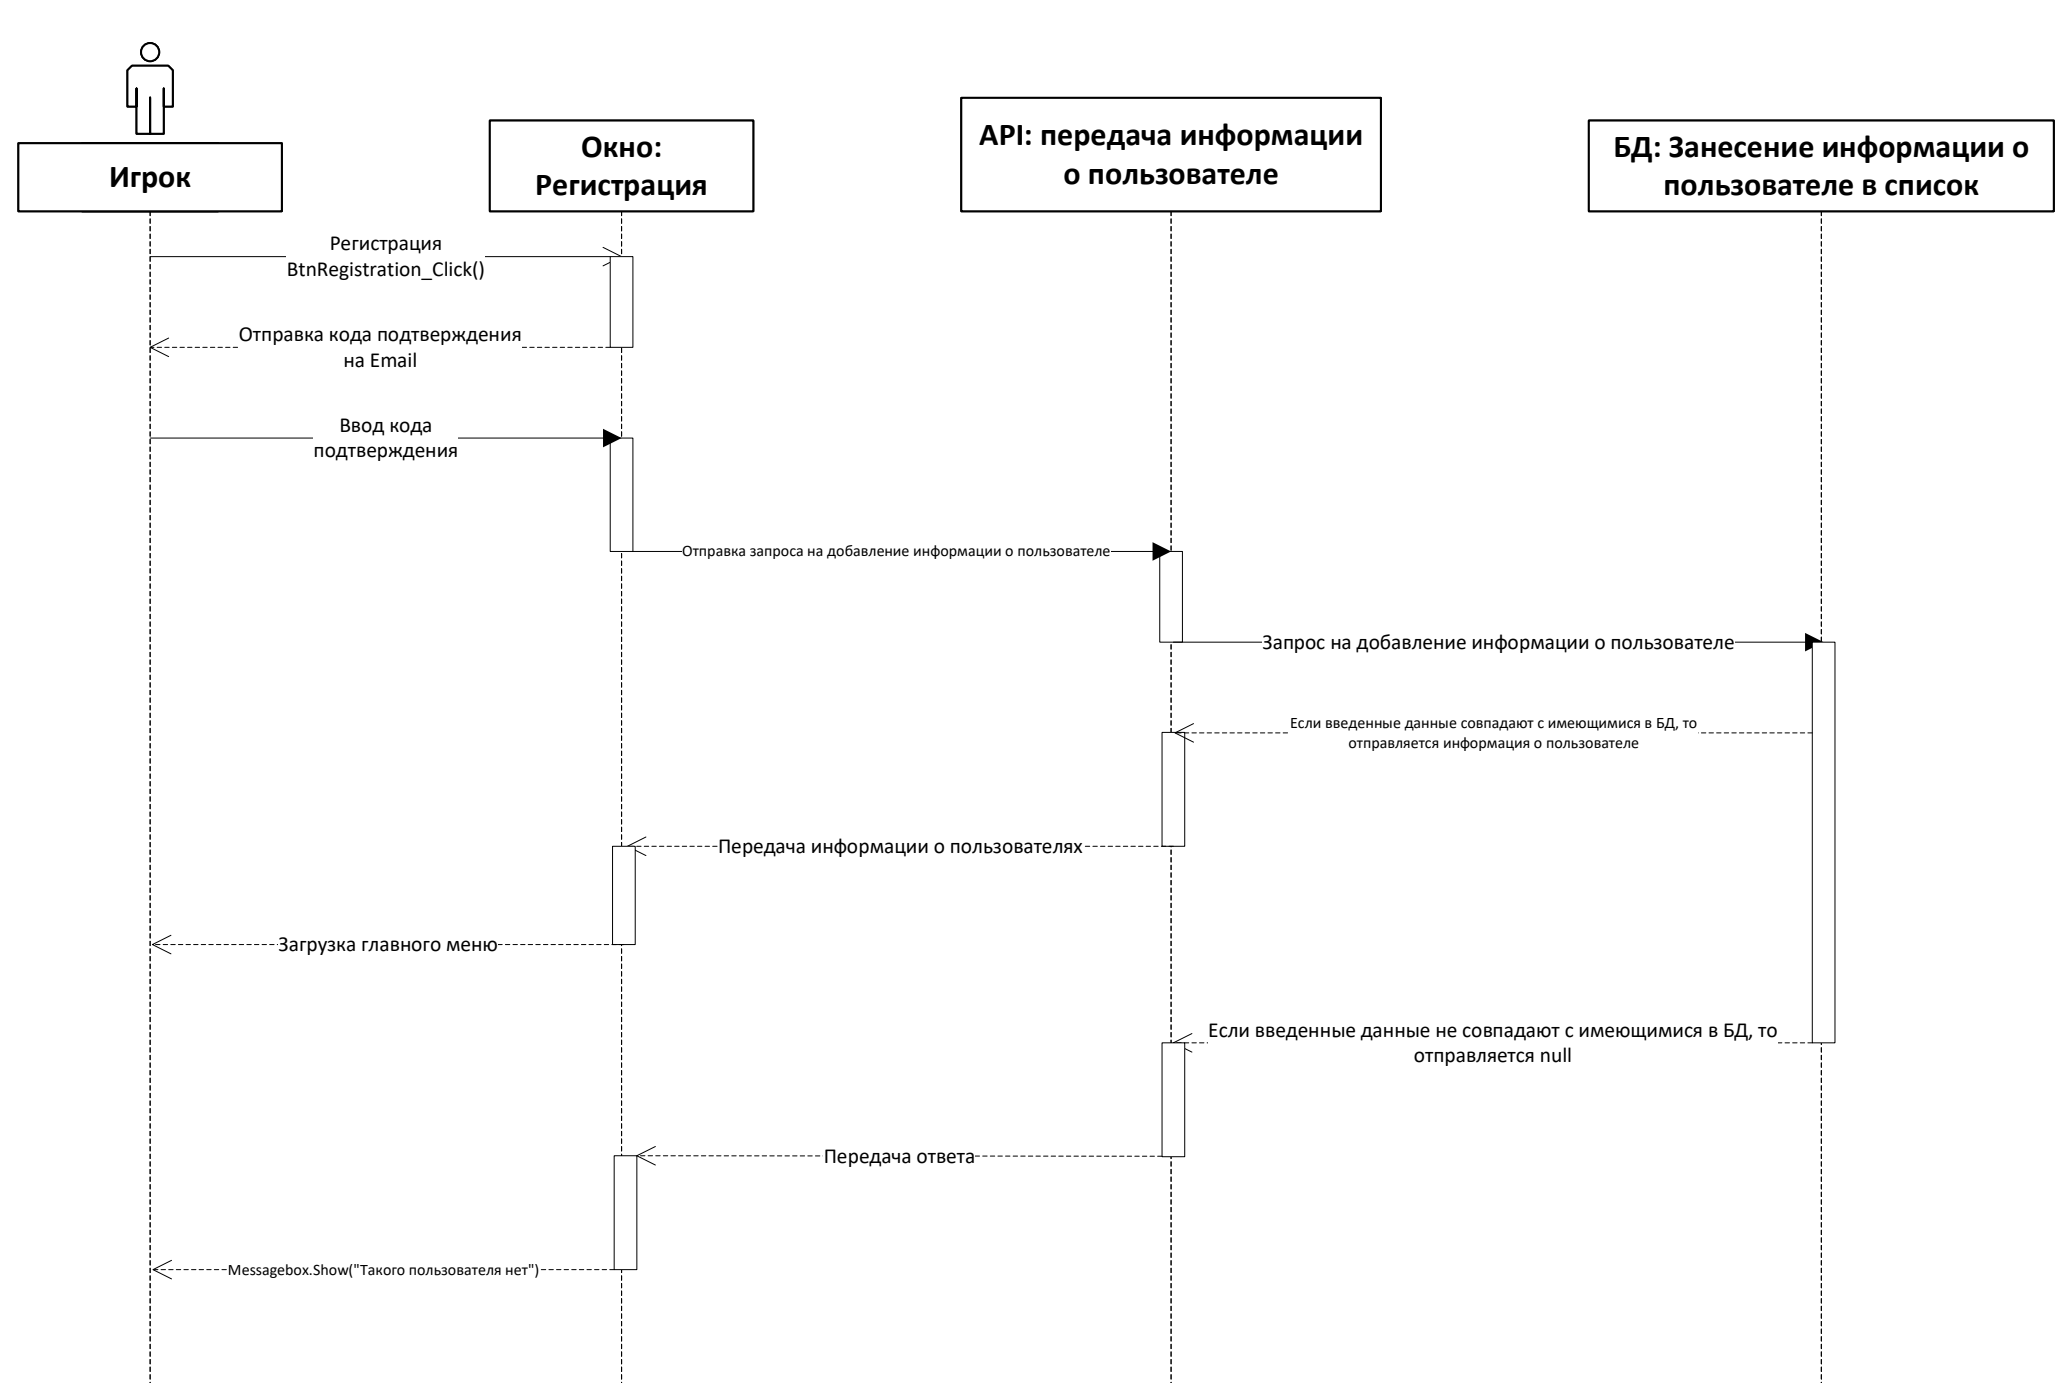 Игрок
Окно:
Регистрация
API: передача информации
о пользователе
БД: Занесение информации о
пользователе в список
Регистрация
BtnRegistration_Click()
Отправка кода подтверждения
на Email
Ввод кода
подтверждения
Отправка запроса на добавление информации о пользователе
Запрос на добавление информации о пользователе
Если введенные данные совпадают с имеющимися в БД, то
отправляется информация о пользователе
Передача информации о пользователях
Загрузка главного меню
Если введенные данные не совпадают с имеющимися в БД, то
отправляется null
Передача ответа
Messagebox.Show("Такого пользователя нет")